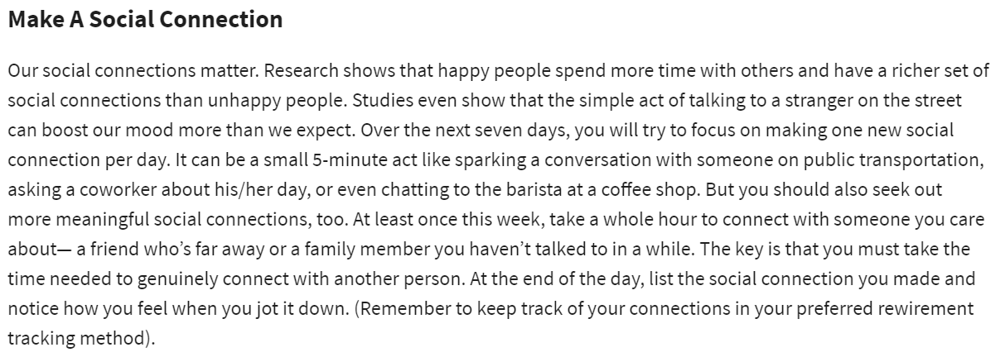 Make A Social Connection
Our social connections matter. Research shows that happy people spend more time with others and have a richer set of
social connections than unhappy people. Studies even show that the simple act of talking to a stranger on the street
can boost our mood more than we expect. Over the next seven days, you will try to focus on making one new social
connection per day. It can be a small 5-minute act like sparking a conversation with someone on public transportation,
asking a coworker about his/her day, or even chatting to the barista at a coffee shop. But you should also seek out
more meaningful social connections, too. At least once this week, take a whole hour to connect with someone you care
about— a friend who’s far away or a family member you haven’t talked to in a while. The key is that you must take the
time needed to genuinely connect with another person. At the end of the day, list the social connection you made and
notice how you feel when you jot it down. (Remember to keep track of your connections in your preferred rewirement
tracking method).